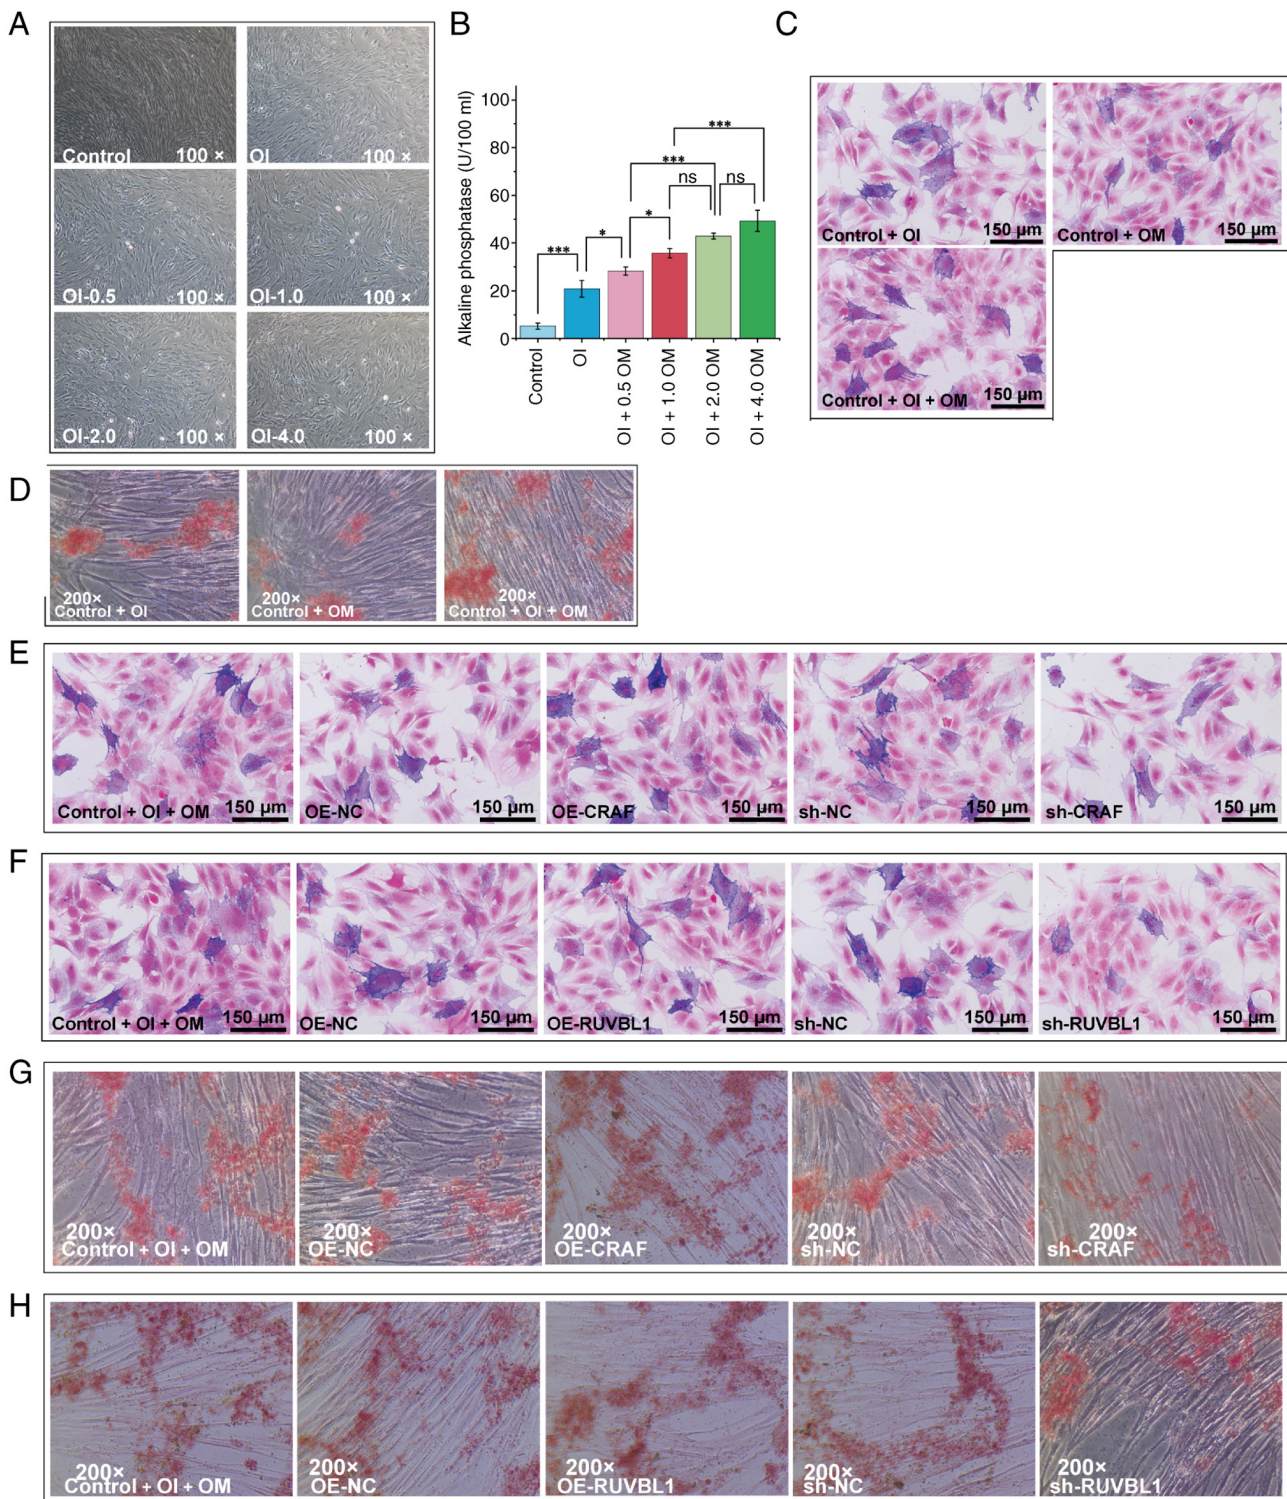 A
Control 100 ×
OI 100 ×
OI-0.5 100 ×
OI-1.0 100 ×
OI-2.0 100 ×
OI-4.0 100 ×
B
Alkaline phosphatase (U/100 ml)
100
80
60
40
20
0
***
*
*
***
ns
ns
***
Control
OI
OI + 0.5 OM
OI + 1.0 OM
OI + 2.0 OM
OI + 4.0 OM
C
Control + OI 150 µm
Control + OM 150 µm
Control + OI + OM 150 µm
D
200×
Control + OI
200×
Control + OM
200×
Control + OI + OM
E
Control + OI + OM 150 µm
OE-NC 150 µm
OE-CRAF 150 µm
sh-NC 150 µm
sh-CRAF 150 µm
F
Control + OI + OM 150 µm
OE-NC 150 µm
OE-RUVBL1 150 µm
sh-NC 150 µm
sh-RUVBL1 150 µm
G
200×
Control + OI + OM
200×
OE-NC
200×
OE-CRAF
200×
sh-NC
200×
sh-CRAF
H
200×
Control + OI + OM
200×
OE-NC
200×
OE-RUVBL1
200×
sh-NC
200×
sh-RUVBL1